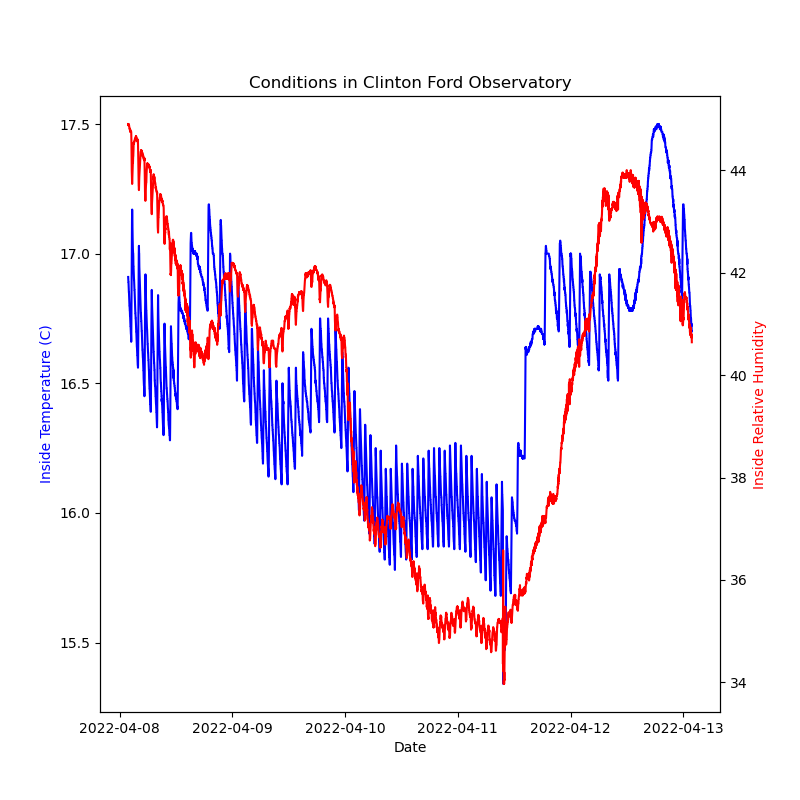 Conditions in Clinton Ford Observatory
17.5
17.0
16.5
16.0
15.5
Inside Temperature (C)
44
42
40
38
36
34
Inside Relative Humidity
2022-04-08 2022-04-09 2022-04-10 2022-04-11 2022-04-12 2022-04-13
Date